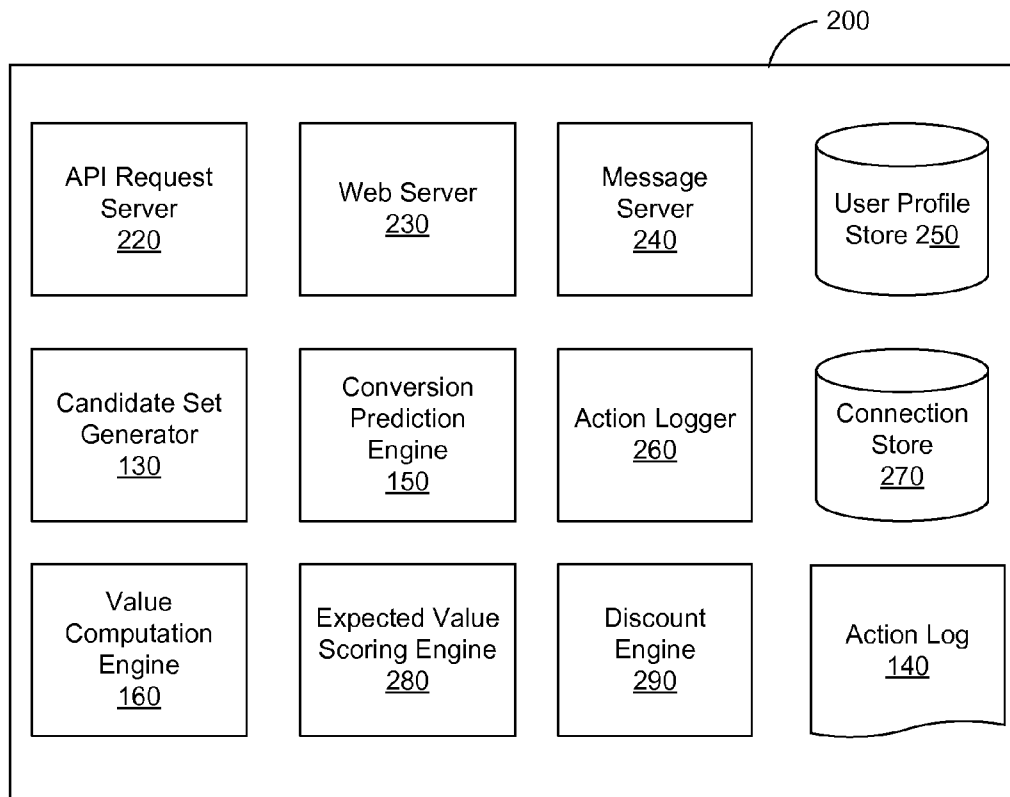 200
API Request
Server
220
Web Server
230
Message
Server
240
User Profile
Store 250
Candidate Set
Generator
130
Conversion
Prediction
Engine
150
Action Logger
260
Connection
Store
270
Value
Computation
Engine
160
Expected Value
Scoring Engine
280
Discount
Engine
290
Action Log
140